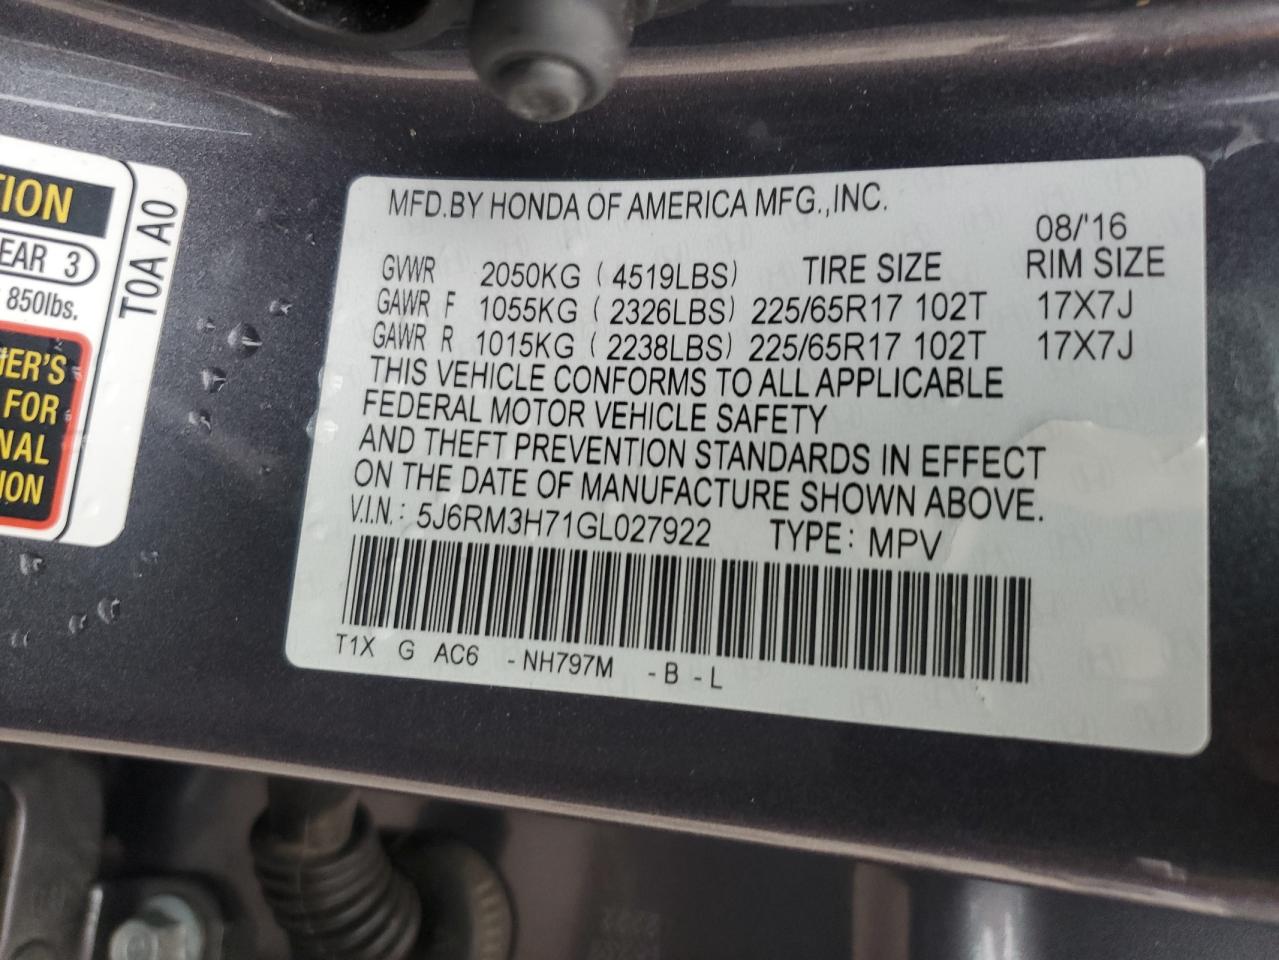 TION
EAR 3
850lbs.
T0A A0
ER'S
FOR
NAL
ION
MFD.BY HONDA OF AMERICA MFG.,INC.
08/'16
GVWR 2050KG (4519LBS) TIRE SIZE RIM SIZE
GAWR F 1055KG (2326LBS) 225/65R17 102T 17X7J
GAWR R 1015KG (2238LBS) 225/65R17 102T 17X7J
THIS VEHICLE CONFORMS TO ALL APPLICABLE
FEDERAL MOTOR VEHICLE SAFETY
AND THEFT PREVENTION STANDARDS IN EFFECT
ON THE DATE OF MANUFACTURE SHOWN ABOVE.
V.I.N.: 5J6RM3H71GL027922 TYPE: MPV
T1X G AC6 -NH797M -B -L